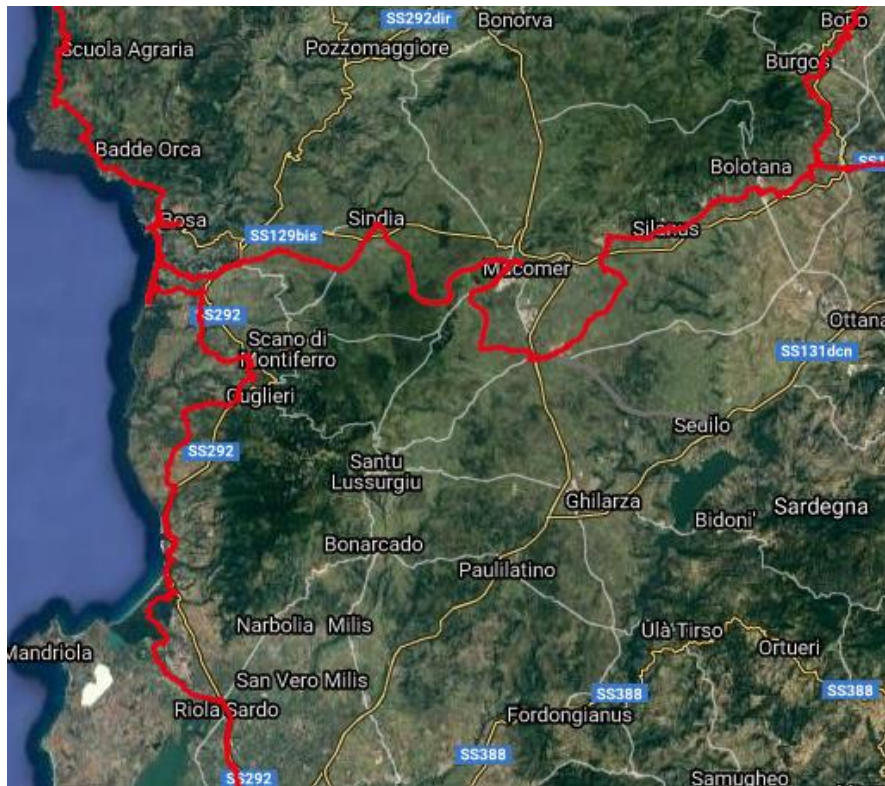 SS292dir
Bonorva
Bono
Scuola Agraria
Pozzomaggiore
Burgos
Badde Orca
Bolotana
Bosa
Sindia
SS129bis
Silanus
Macomer
SS292
Ottana
Scano di
Montiferro
SS131dcn
Cuglieri
Sedilo
SS292
Santu
Lussurgiu
Ghilarza
Sardegna
Bidoni'
Bonarcado
Paulilatino
Narbolia
Milis
Ulà Tirso
Ortueri
Mandriola
San Vero Milis
SS388
SS388
Riola Sardo
Fordongianus
SS388
SS292
Samugheo